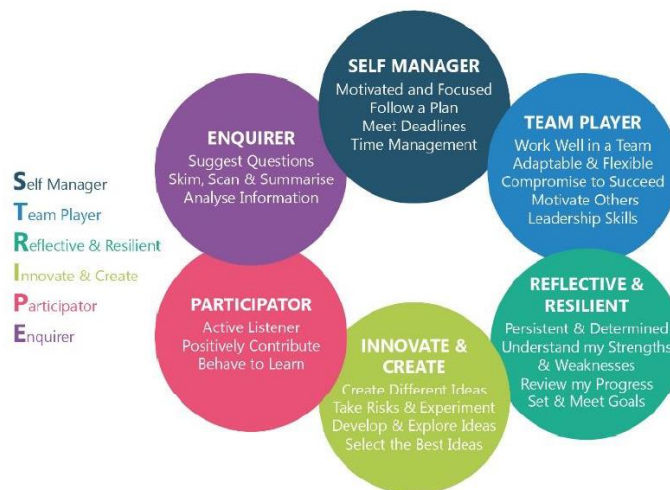 Self Manager
Team Player
Reflective & Resilient
Innovate & Create
Participator
Enquirer
SELF MANAGER
Motivated and Focused
Follow a Plan
Meet Deadlines
Time Management
TEAM PLAYER
Work Well in a Team
Adaptable & Flexible
Compromise to Succeed
Motivate Others
Leadership Skills
REFLECTIVE &
RESILIENT
Persistent & Determined
Understand my Strengths
& Weaknesses
Review my Progress
Set & Meet Goals
INNOVATE &
CREATE
Create Different Ideas
Take Risks & Experiment
Develop & Explore Ideas
Select the Best Ideas
PARTICIPATOR
Active Listener
Positively Contribute
Behave to Learn
ENQUIRER
Suggest Questions
Skim, Scan & Summarise
Analyse Information